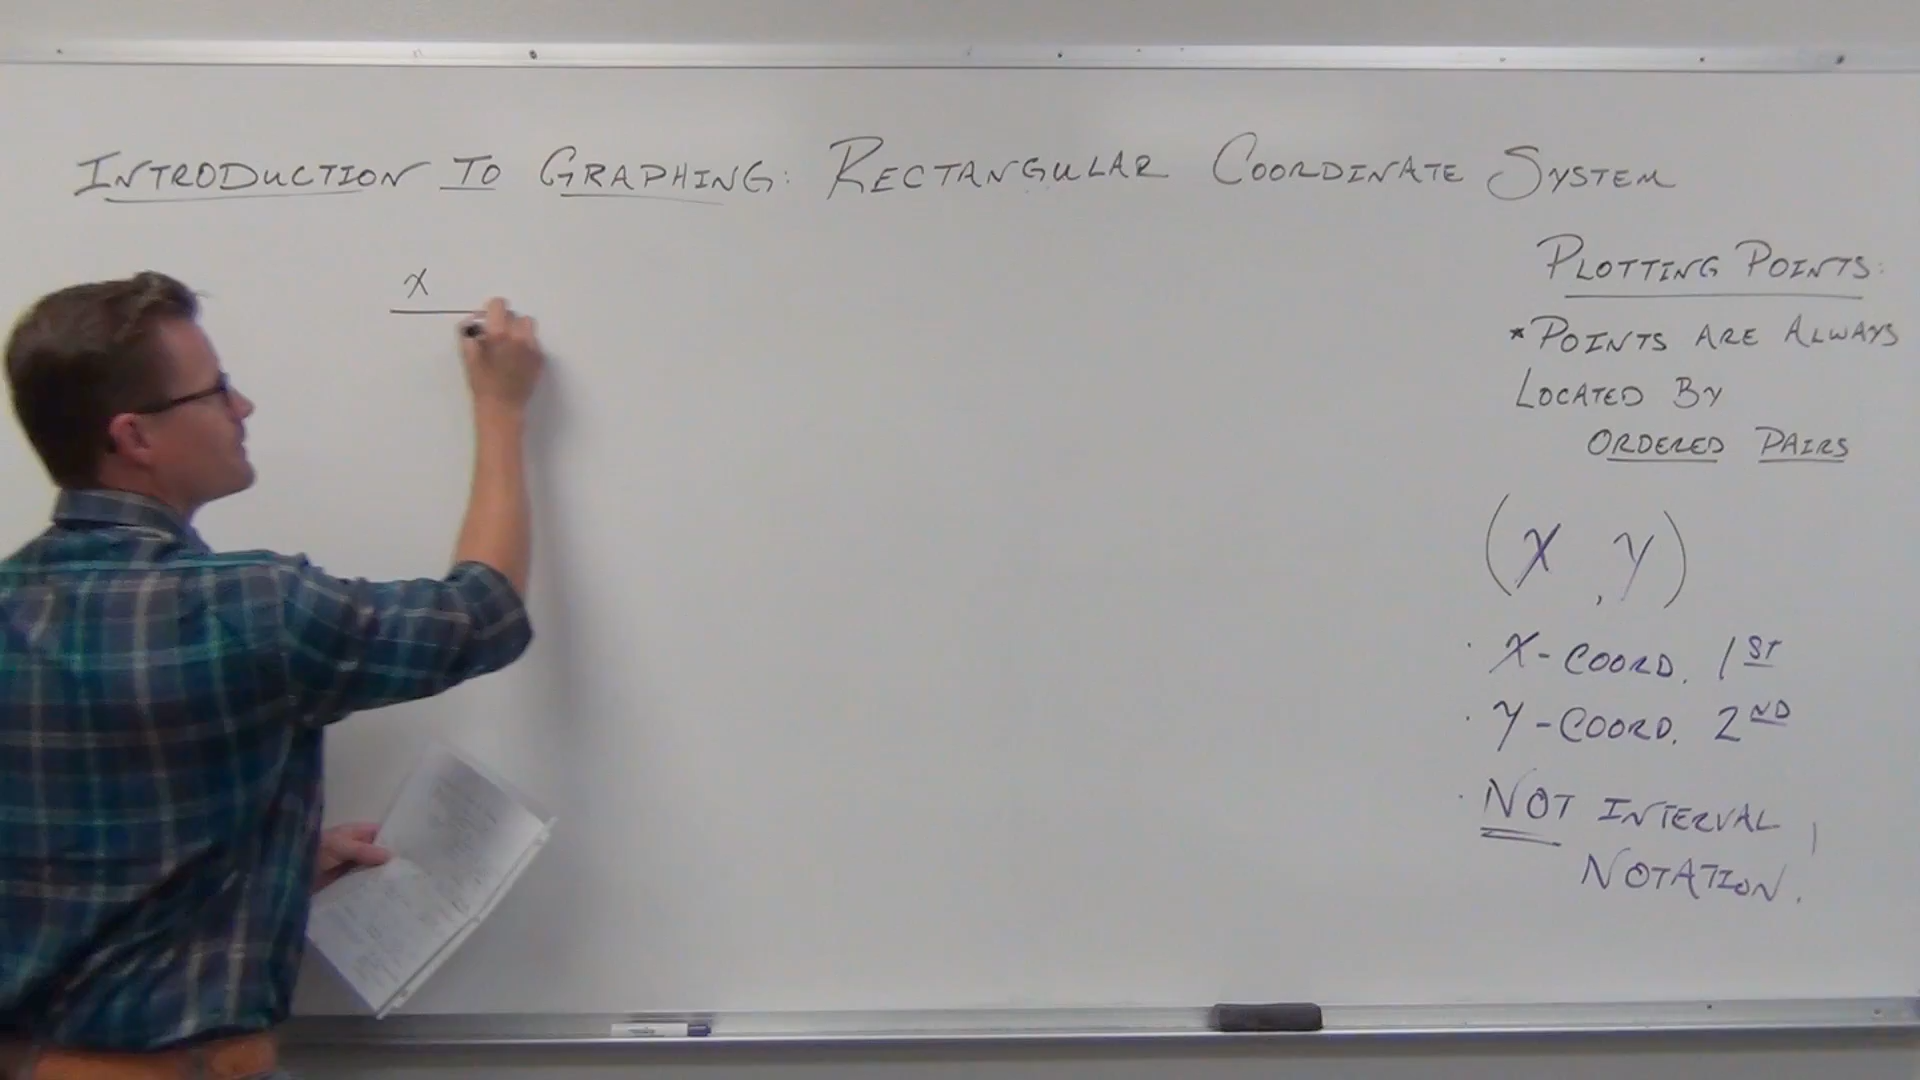 INTRODUCTION TO GRAPHING: RECTANGULAR COORDINATE SYSTEM
X
PLOTTING POINTS:
* POINTS ARE ALWAYS
LOCATED BY
ORDERED PAIRS
(X, Y)
· X-COORD. 1ST
· Y-COORD. 2ND
· NOT INTERVAL
NOTATION.